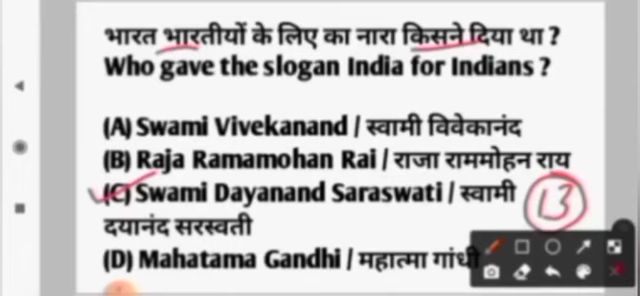 भारत भारतीयों के लिए का नारा किसने दिया था ?
Who gave the slogan India for Indians ?
(A) Swami Vivekanand / स्वामी विवेकानंद
(B) Raja Ramamohan Rai / राजा राममोहन राय
(C) Swami Dayanand Saraswati / स्वामी
दयानंद सरस्वती
13
(D) Mahatama Gandhi / महात्मा गांधी